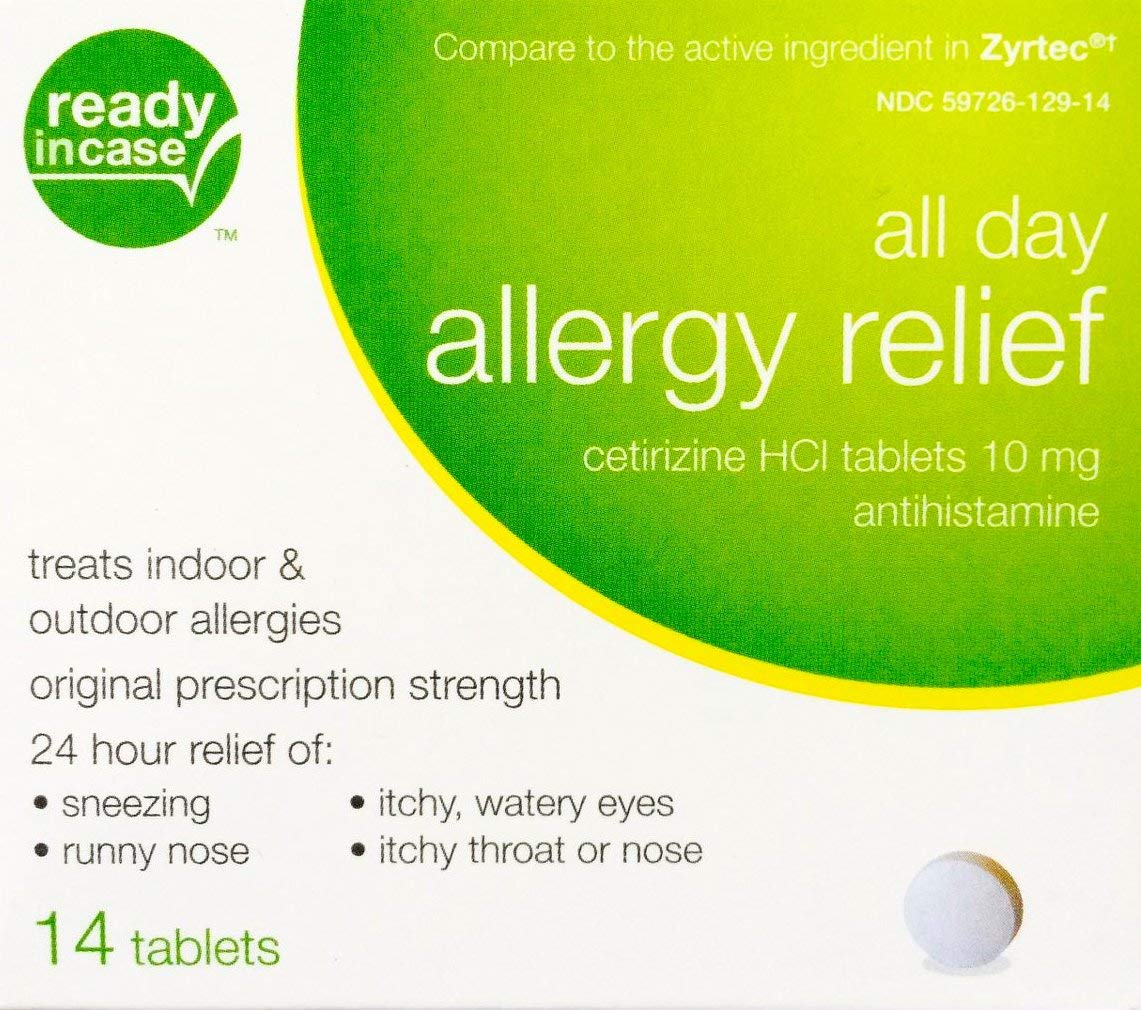 ready
incase
™
Compare to the active ingredient in Zyrtec®†
NDC 59726-129-14
all day
allergy relief
cetirizine HCl tablets 10 mg
antihistamine
treats indoor &
outdoor allergies
original prescription strength
24 hour relief of:
• sneezing • itchy, watery eyes
• runny nose • itchy throat or nose
14 tablets